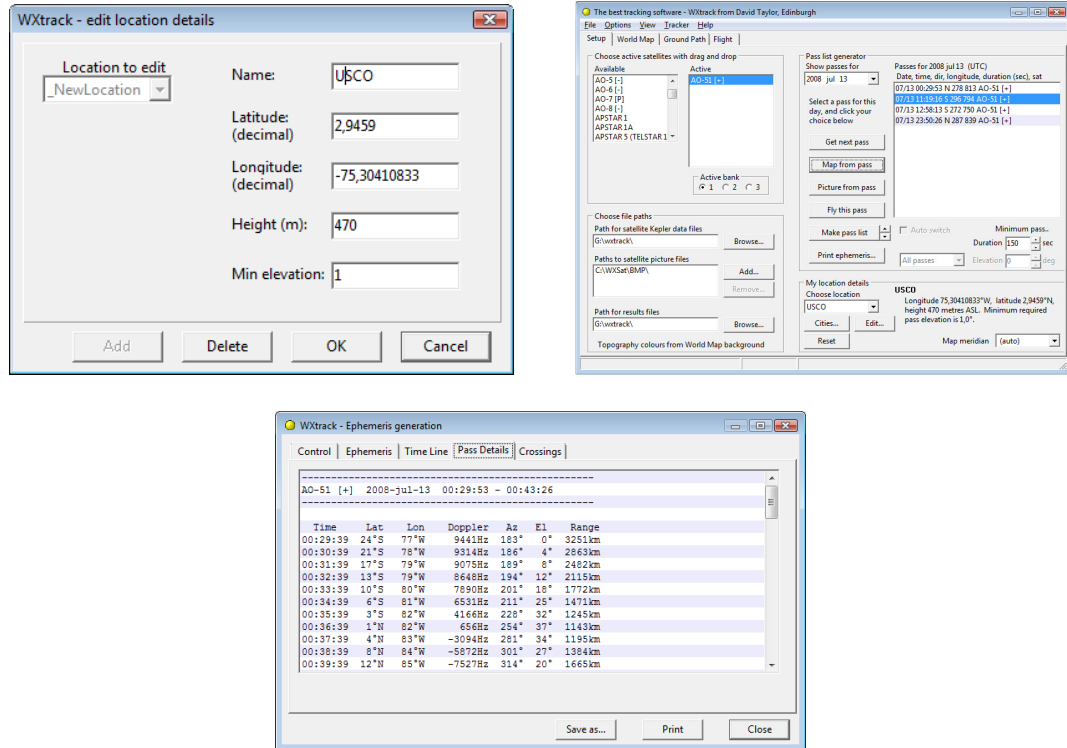 WXtrack - edit location details
Location to edit
_NewLocation
Name: USCO
Latitude: (decimal) 2,9459
Longitude: (decimal) -75,30410833
Height (m): 470
Min elevation: 1
Add Delete OK Cancel
The best tracking software - WXtrack from David Taylor, Edinburgh
File Options View Tracker Help
Setup World Map Ground Path Flight
Choose active satellites with drag and drop
Available
AO-5 [-]
AO-6 [-]
AO-7 [P]
AO-8 [-]
APSTAR 1
APSTAR 1A
APSTAR 5 (TELSTAR 1
Active
AO-51 [+]
Active bank
1 2 3
Choose file paths
Path for satellite Kepler data files
G:\wxtrack\ Browse...
Paths to satellite picture files
C:\WXSat\BMP\ Add...
Remove...
Path for results files
G:\wxtrack\ Browse...
Topography colours from World Map background
Pass list generator
Show passes for
2008 jul 13
Select a pass for this
day, and click your
choice below
Get next pass
Map from pass
Picture from pass
Fly this pass
Make pass list
Print ephemeris...
Passes for 2008 jul 13 (UTC)
Date, time, dir, longitude, duration (sec), sat
07/13 00:29:53 N 278 813 AO-51 [+]
07/13 11:19:16 S 296 794 AO-51 [+]
07/13 12:58:13 S 272 750 AO-51 [+]
07/13 23:50:26 N 287 839 AO-51 [+]
Auto switch
Minimum pass..
Duration 150 sec
All passes
Elevation 0 deg
My location details
Choose location
USCO
Cities... Edit...
Reset
USCO
Longitude 75,30410833°W, latitude 2,9459°N,
height 470 metres ASL. Minimum required
pass elevation is 1,0°.
Map meridian (auto)
WXtrack - Ephemeris generation
Control Ephemeris Time Line Pass Details Crossings
------------------------------------------------------
AO-51 [+] 2008-jul-13 00:29:53 - 00:43:26
------------------------------------------------------
Time Lat Lon Doppler Az El Range
00:29:39 24°S 77°W 9441Hz 183° 0° 3251km
00:30:39 21°S 78°W 9314Hz 186° 4° 2863km
00:31:39 17°S 79°W 9075Hz 189° 8° 2482km
00:32:39 13°S 79°W 8648Hz 194° 12° 2115km
00:33:39 10°S 80°W 7890Hz 201° 18° 1772km
00:34:39 6°S 81°W 6531Hz 211° 25° 1471km
00:35:39 3°S 82°W 4166Hz 228° 32° 1245km
00:36:39 1°N 82°W 656Hz 254° 37° 1143km
00:37:39 4°N 83°W -3094Hz 281° 34° 1195km
00:38:39 8°N 84°W -5872Hz 301° 27° 1384km
00:39:39 12°N 85°W -7527Hz 314° 20° 1665km
Save as... Print Close